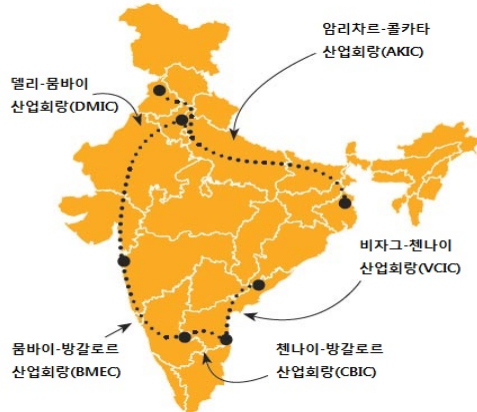 암리차르-콜카타
산업회랑(AKIC)
델리-뭄바이
산업회랑(DMIC)
비자그-첸나이
산업회랑(VCIC)
뭄바이-방갈로르
산업회랑(BMEC)
첸나이-방갈로르
산업회랑(CBIC)